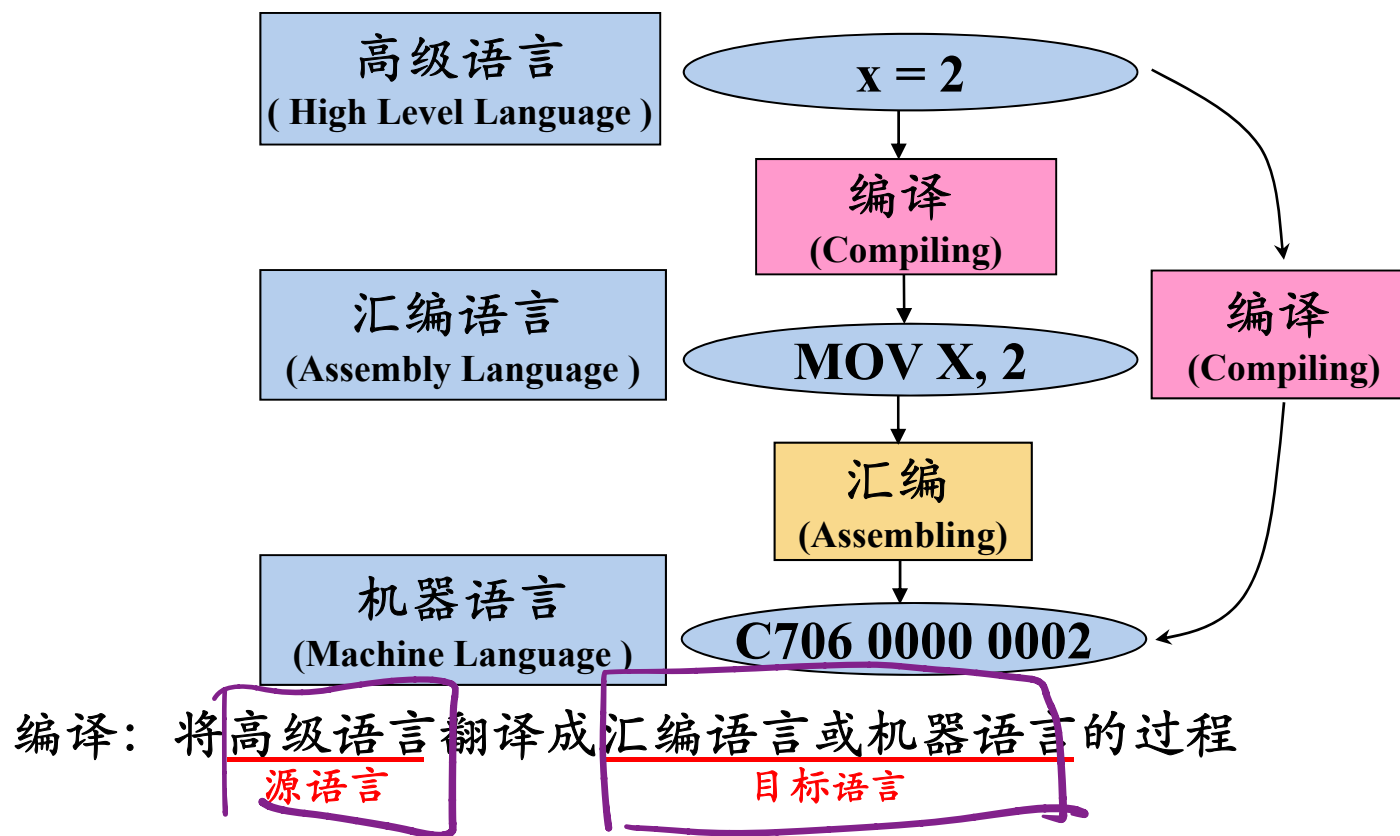 高级语言
( High Level Language )
x = 2
编译
(Compiling)
汇编语言
(Assembly Language )
MOV X, 2
编译
(Compiling)
汇编
(Assembling)
机器语言
(Machine Language )
C706 0000 0002
编译：将高级语言翻译成汇编语言或机器语言的过程
源语言
目标语言